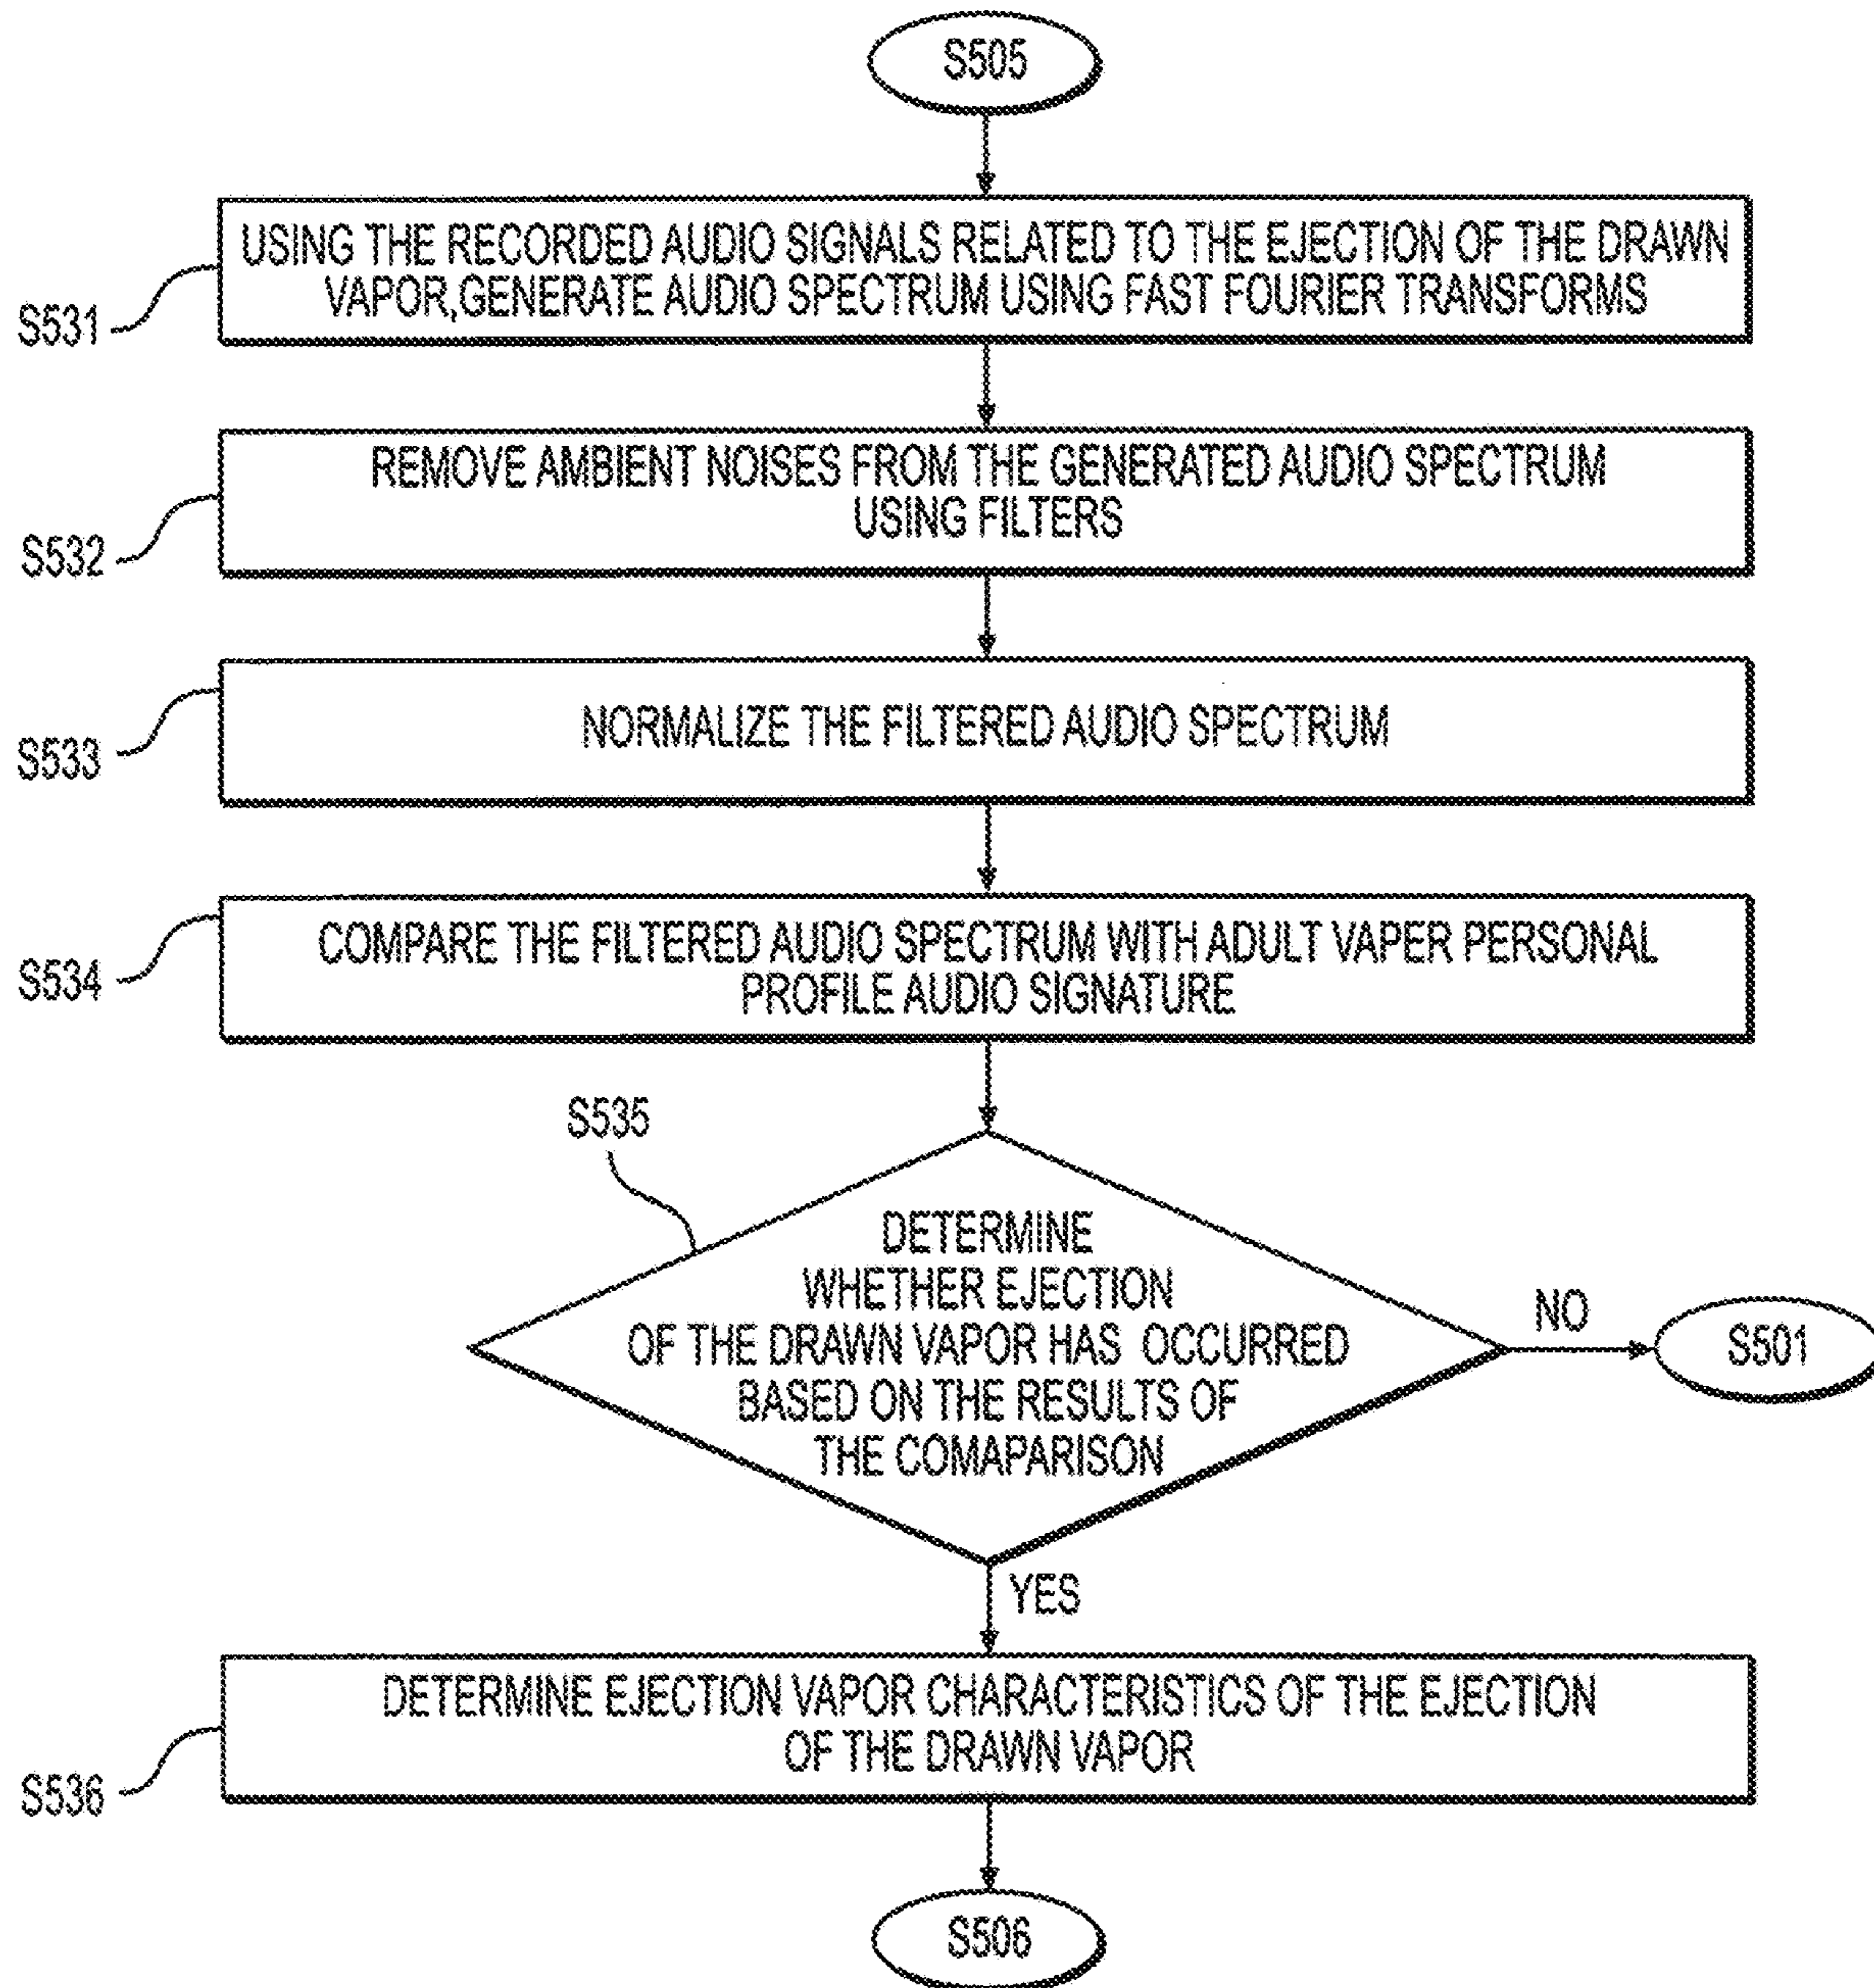 S505
USING THE RECORDED AUDIO SIGNALS RELATED TO THE EJECTION OF THE DRAWN
VAPOR,GENERATE AUDIO SPECTRUM USING FAST FOURIER TRANSFORMS
S531
REMOVE AMBIENT NOISES FROM THE GENERATED AUDIO SPECTRUM
USING FILTERS
S532
NORMALIZE THE FILTERED AUDIO SPECTRUM
S533
COMPARE THE FILTERED AUDIO SPECTRUM WITH ADULT VAPER PERSONAL
PROFILE AUDIO SIGNATURE
S534
S535
DETERMINE
WHETHER EJECTION
OF THE DRAWN VAPOR HAS OCCURRED
BASED ON THE RESULTS OF
THE COMAPARISON
NO
S501
YES
DETERMINE EJECTION VAPOR CHARACTERISTICS OF THE EJECTION
OF THE DRAWN VAPOR
S536
S506